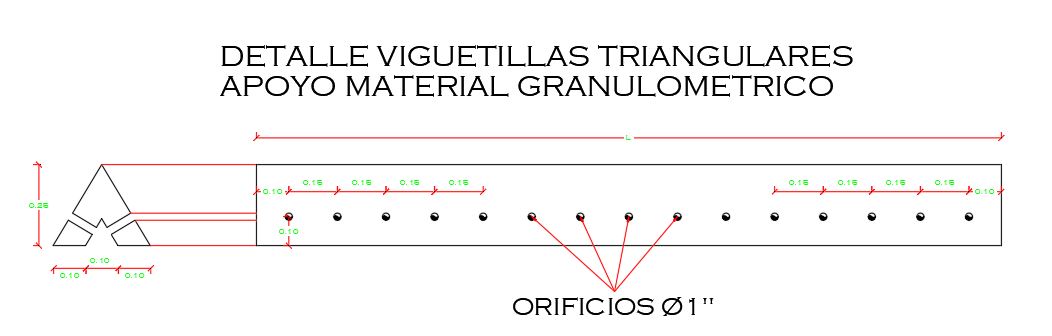 DETALLE VIGUETILLAS TRIANGULARES
APOYO MATERIAL GRANULOMETRICO
L
0.10 0.15 0.15 0.15 0.15 0.15 0.15 0.15 0.15 0.10
0.25
0.10
0.10
0.10 0.10
ORIFICIOS Ø1"